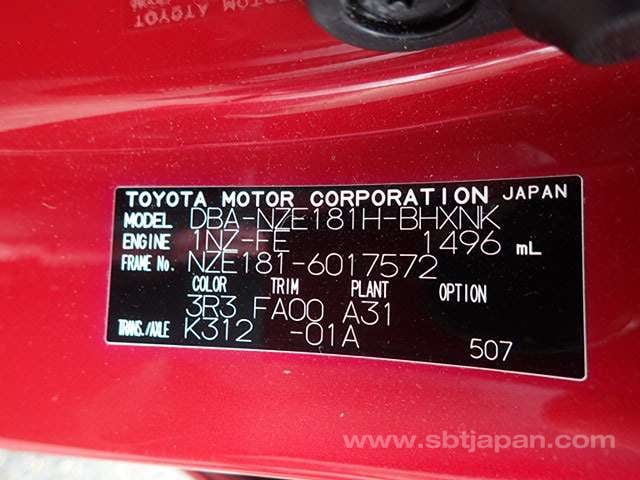 TOYOTA MOTOR CORPORATION JAPAN
MODEL DBA-NZE181H-BHXNK
ENGINE 1NZ-FE 1496 mL
FRAME No. NZE181-6017572
COLOR TRIM PLANT OPTION
3R3 FA00 A31
TRANS./AXLE K312 -01A
507
www.sbtjapan.com